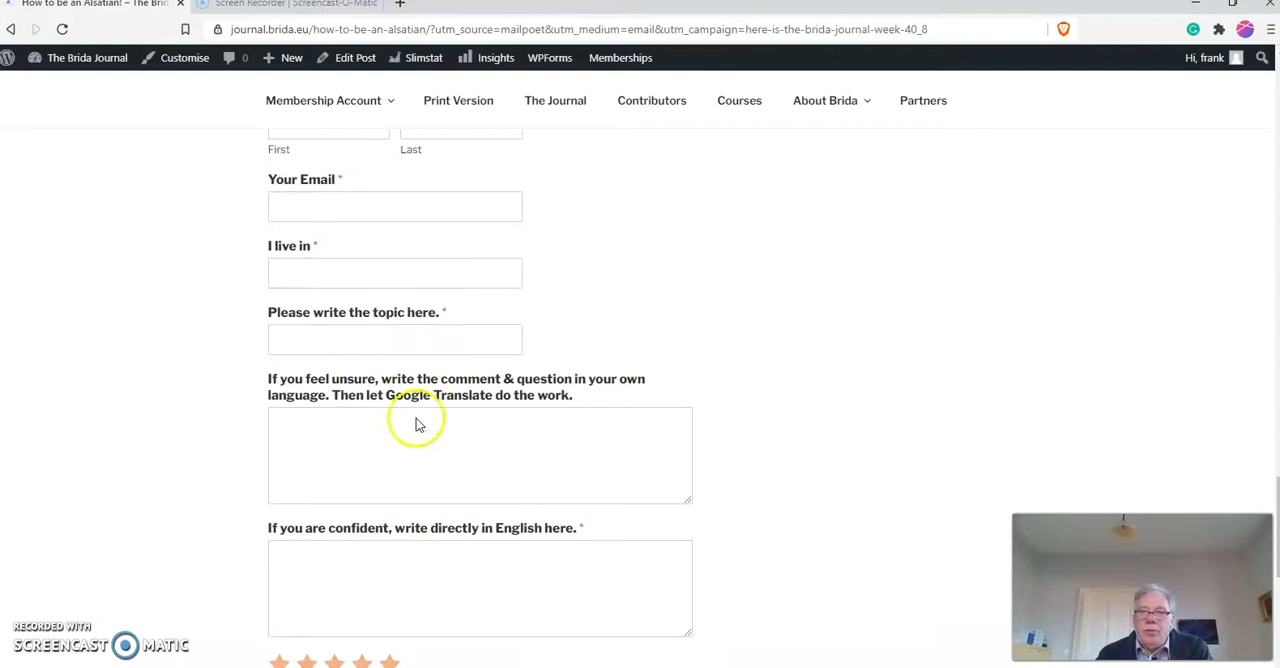 How to be an Alsatian! – The Brid
Screen Recorder | Screencast-O-Matic
journal.brida.eu/how-to-be-an-alsatian/?utm_source=mailpoet&utm_medium=email&utm_campaign=here-is-the-brida-journal-week-40_8
The Brida Journal Customise 0 New Edit Post Slimstat Insights WPForms Memberships Hi, frank
Membership Account Print Version The Journal Contributors Courses About Brida Partners
First Last
Your Email *
I live in *
Please write the topic here. *
If you feel unsure, write the comment & question in your own
language. Then let Google Translate do the work.
If you are confident, write directly in English here. *
RECORDED WITH
SCREENCAST MATIC